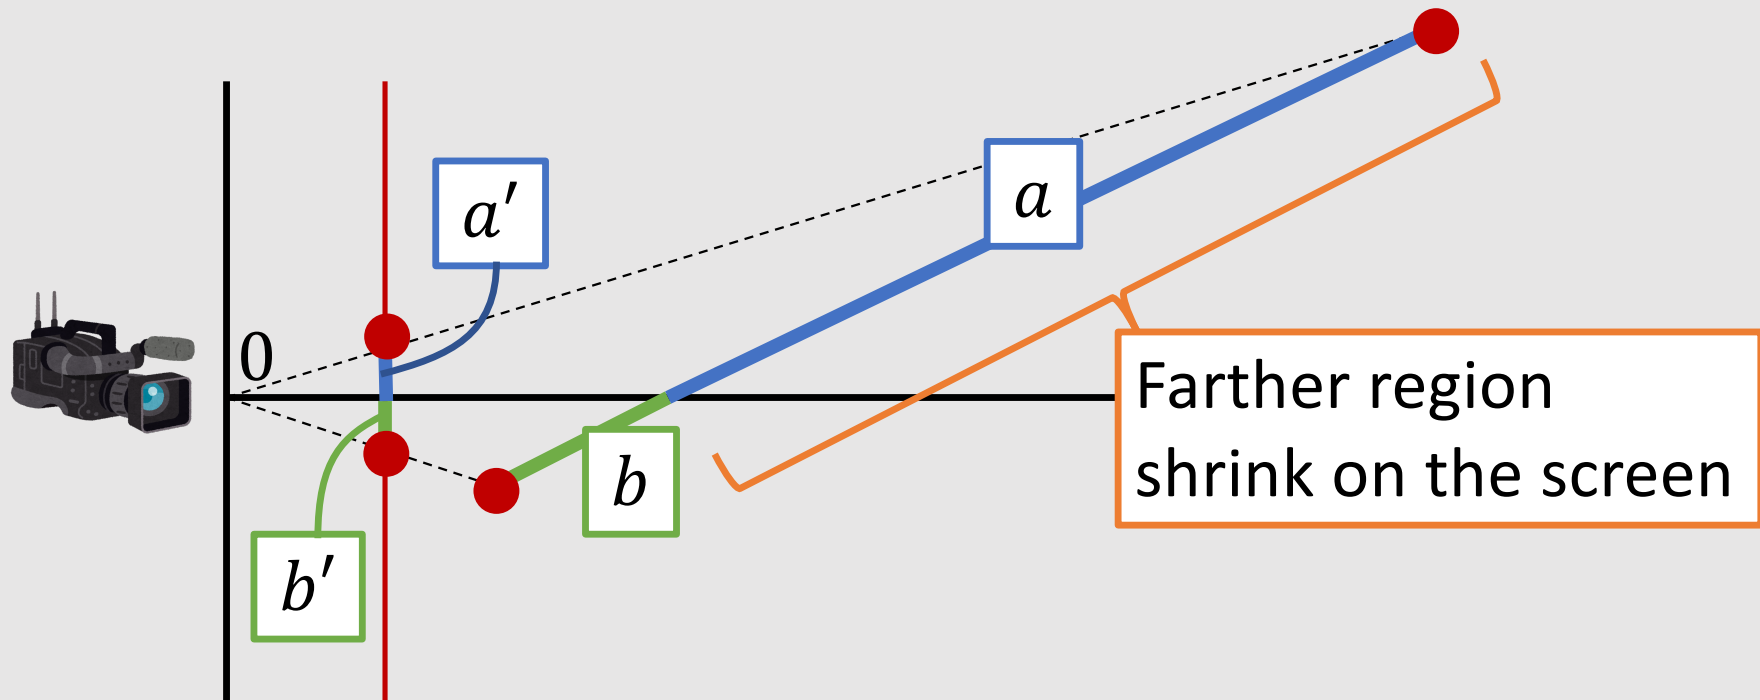 a
a′
0
Farther region
shrink on the screen
b
b′